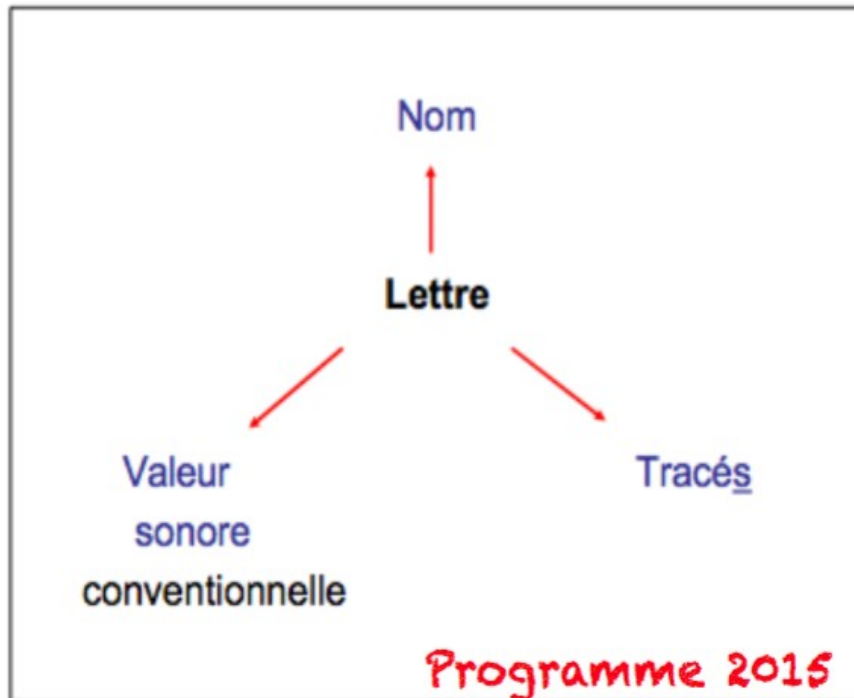 Nom
Lettre
Valeur
sonore
conventionnelle
Tracés
Programme 2015